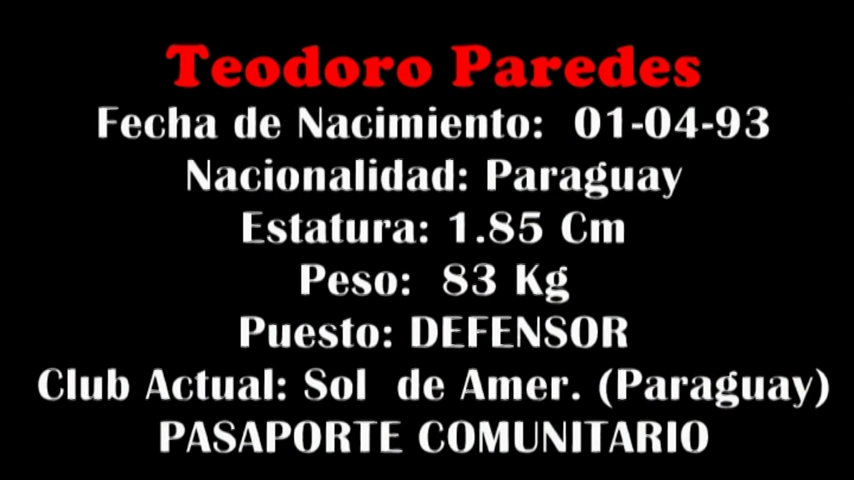 Teodoro Paredes
Fecha de Nacimiento: 01-04-93
Nacionalidad: Paraguay
Estatura: 1.85 Cm
Peso: 83 Kg
Puesto: DEFENSOR
Club Actual: Sol de Amer. (Paraguay)
PASAPORTE COMUNITARIO